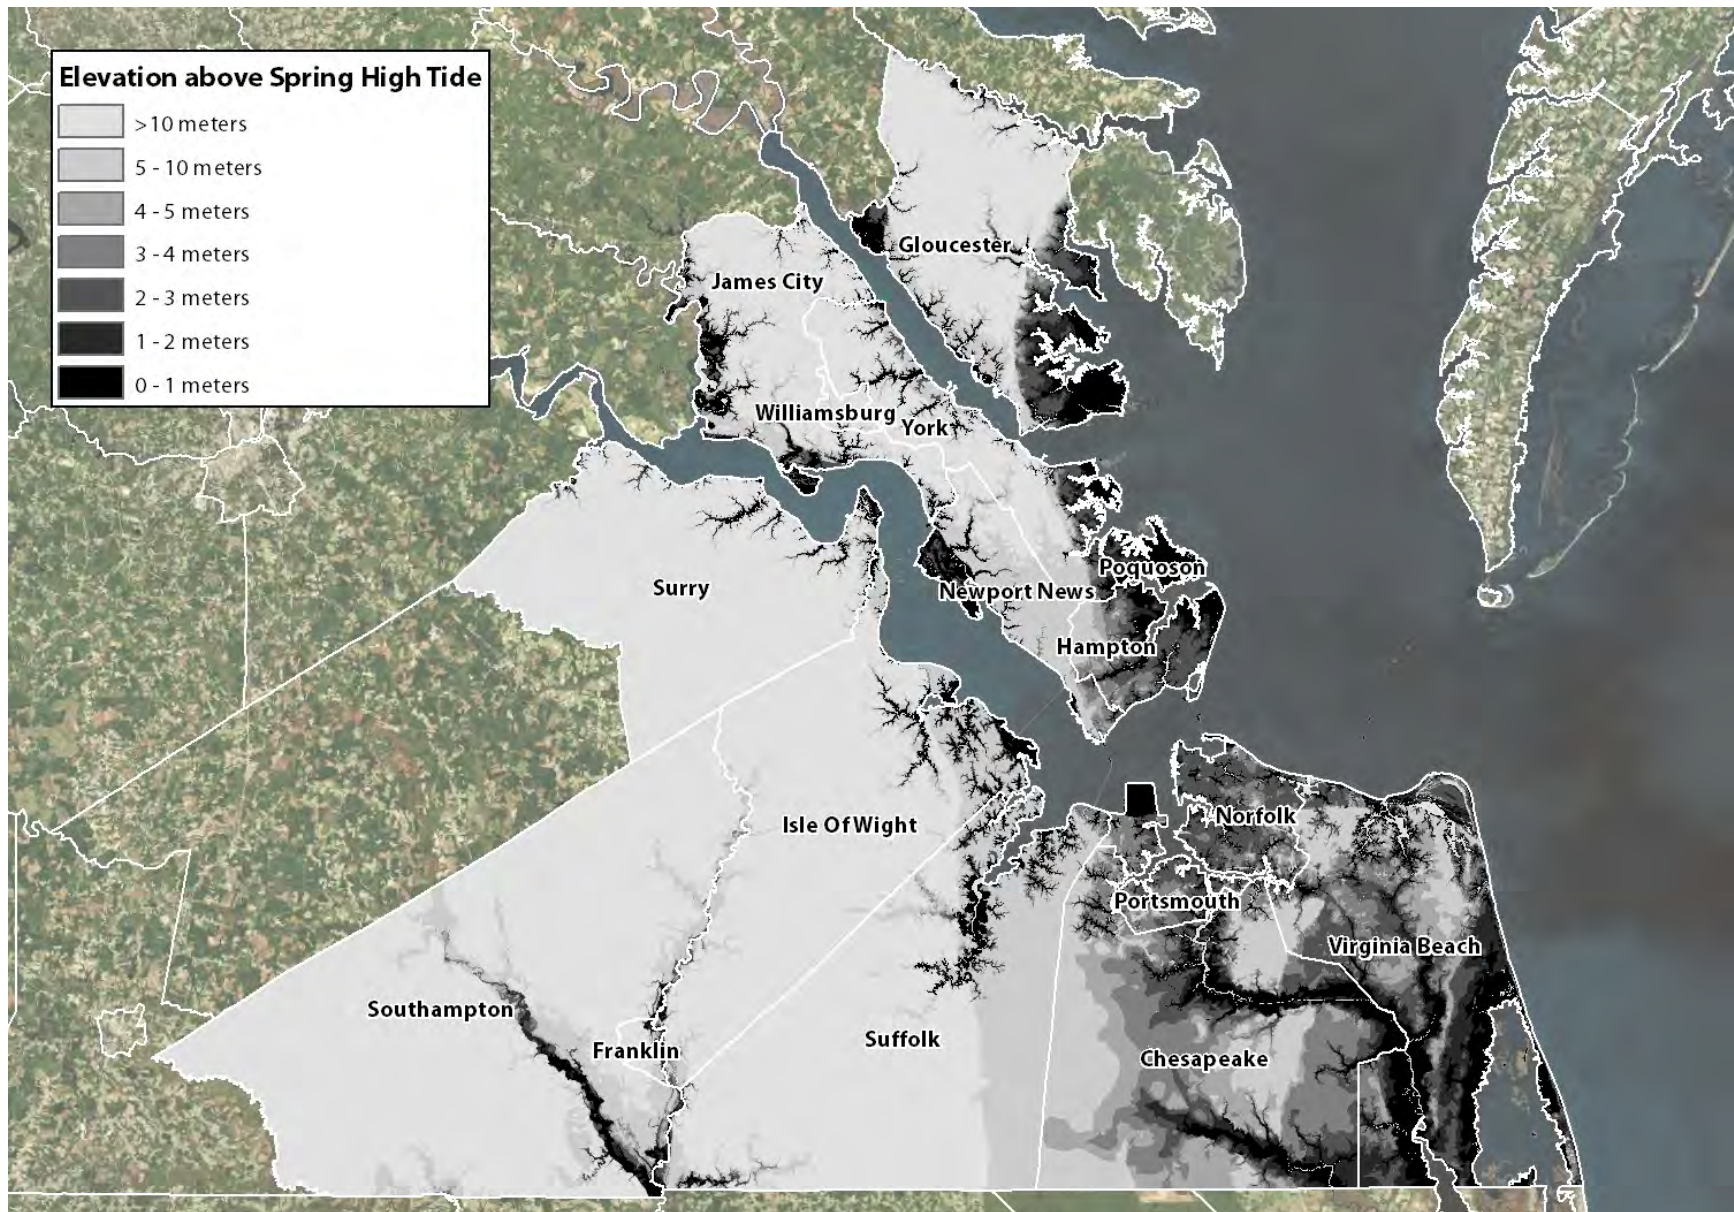 Elevation above Spring High Tide
>10 meters
5 - 10 meters
4 - 5 meters
3 - 4 meters
2 - 3 meters
1 - 2 meters
0 - 1 meters
Gloucester
James City
Williamsburg
York
Poquoson
Surry
Newport News
Hampton
Isle Of Wight
Norfolk
Portsmouth
Virginia Beach
Southampton
Franklin
Suffolk
Chesapeake